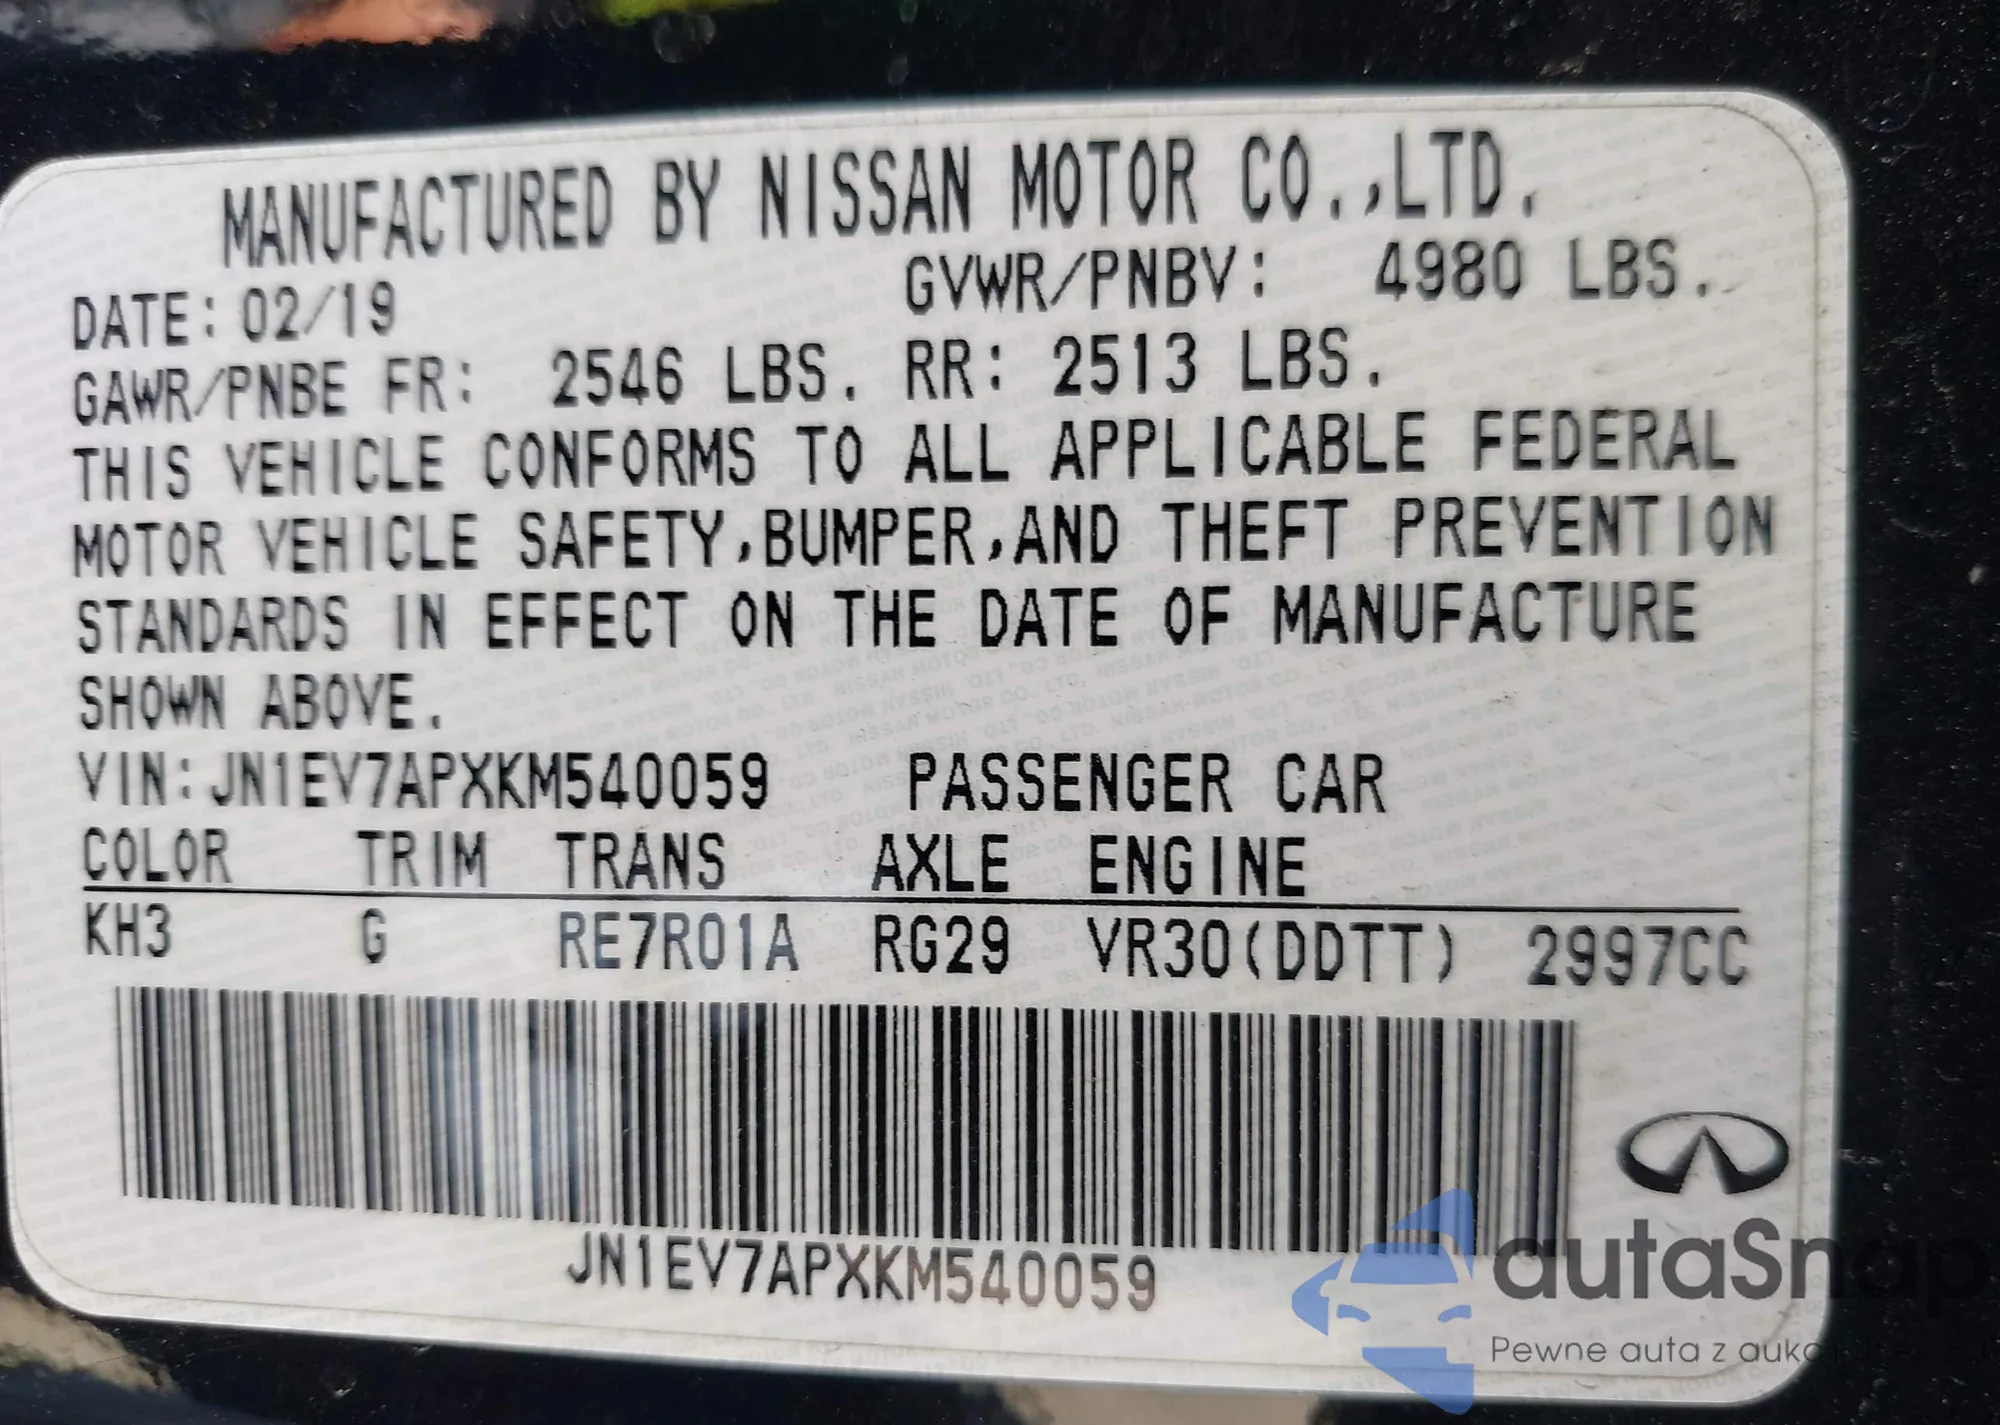 MANUFACTURED BY NISSAN MOTOR CO.,LTD.
DATE:02/19 GVWR/PNBV: 4980 LBS.
GAWR/PNBE FR: 2546 LBS. RR: 2513 LBS.
THIS VEHICLE CONFORMS TO ALL APPLICABLE FEDERAL
MOTOR VEHICLE SAFETY,BUMPER,AND THEFT PREVENTION
STANDARDS IN EFFECT ON THE DATE OF MANUFACTURE
SHOWN ABOVE.
VIN:JN1EV7APXKM540059 PASSENGER CAR
COLOR TRIM TRANS AXLE ENGINE
KH3 G RE7R01A RG29 VR30(DDTT) 2997CC
JN1EV7APXKM540059
autaSnap
Pewne auta z